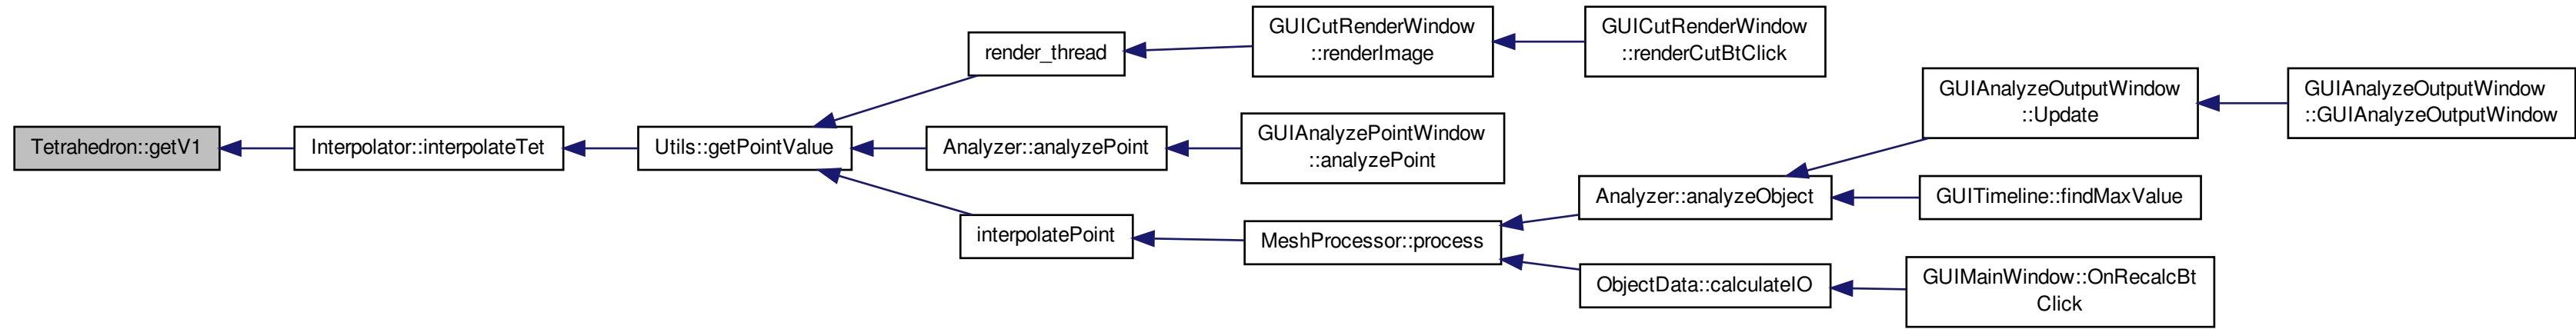 Tetrahedron::getV1
Interpolator::interpolateTet
Utils::getPointValue
render_thread
GUICutRenderWindow
::renderImage
GUICutRenderWindow
::renderCutBtClick
Analyzer::analyzePoint
GUIAnalyzePointWindow
::analyzePoint
interpolatePoint
MeshProcessor::process
Analyzer::analyzeObject
GUIAnalyzeOutputWindow
::Update
GUIAnalyzeOutputWindow
::GUIAnalyzeOutputWindow
GUITimeline::findMaxValue
ObjectData::calculateIO
GUIMainWindow::OnRecalcBt
Click